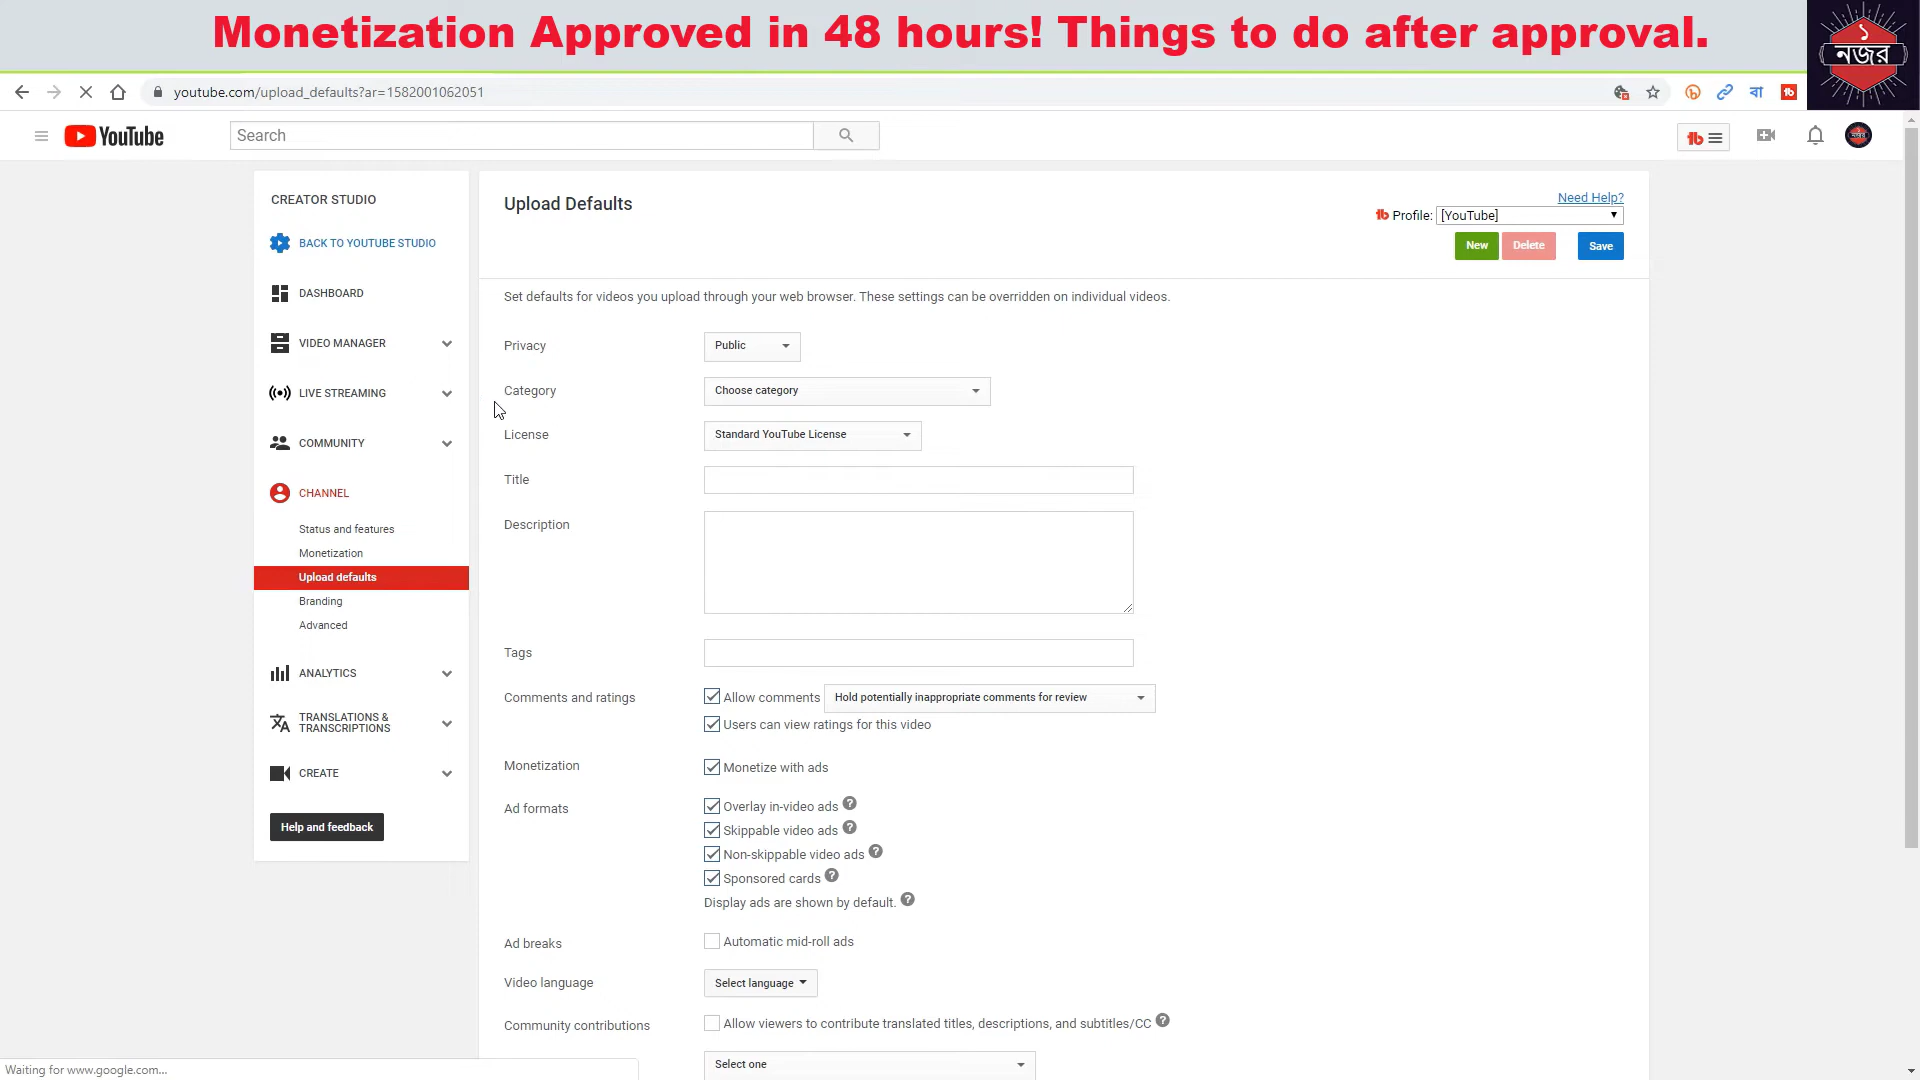 Monetization Approved in 48 hours! Things to do after approval.
১
নজর
youtube.com/upload_defaults?ar=1582001062051
বা
YouTube
Search
CREATOR STUDIO
BACK TO YOUTUBE STUDIO
DASHBOARD
VIDEO MANAGER
LIVE STREAMING
COMMUNITY
CHANNEL
Status and features
Monetization
Upload defaults
Branding
Advanced
ANALYTICS
TRANSLATIONS &
TRANSCRIPTIONS
CREATE
Help and feedback
Upload Defaults
Need Help?
Profile: [YouTube]
New Delete Save
Set defaults for videos you upload through your web browser. These settings can be overridden on individual videos.
Privacy Public
Category Choose category
License Standard YouTube License
Title
Description
Tags
Comments and ratings Allow comments Hold potentially inappropriate comments for review
Users can view ratings for this video
Monetization Monetize with ads
Ad formats Overlay in-video ads ?
Skippable video ads ?
Non-skippable video ads ?
Sponsored cards ?
Display ads are shown by default. ?
Ad breaks Automatic mid-roll ads
Video language Select language
Community contributions Allow viewers to contribute translated titles, descriptions, and subtitles/CC ?
Select one
Waiting for www.google.com...